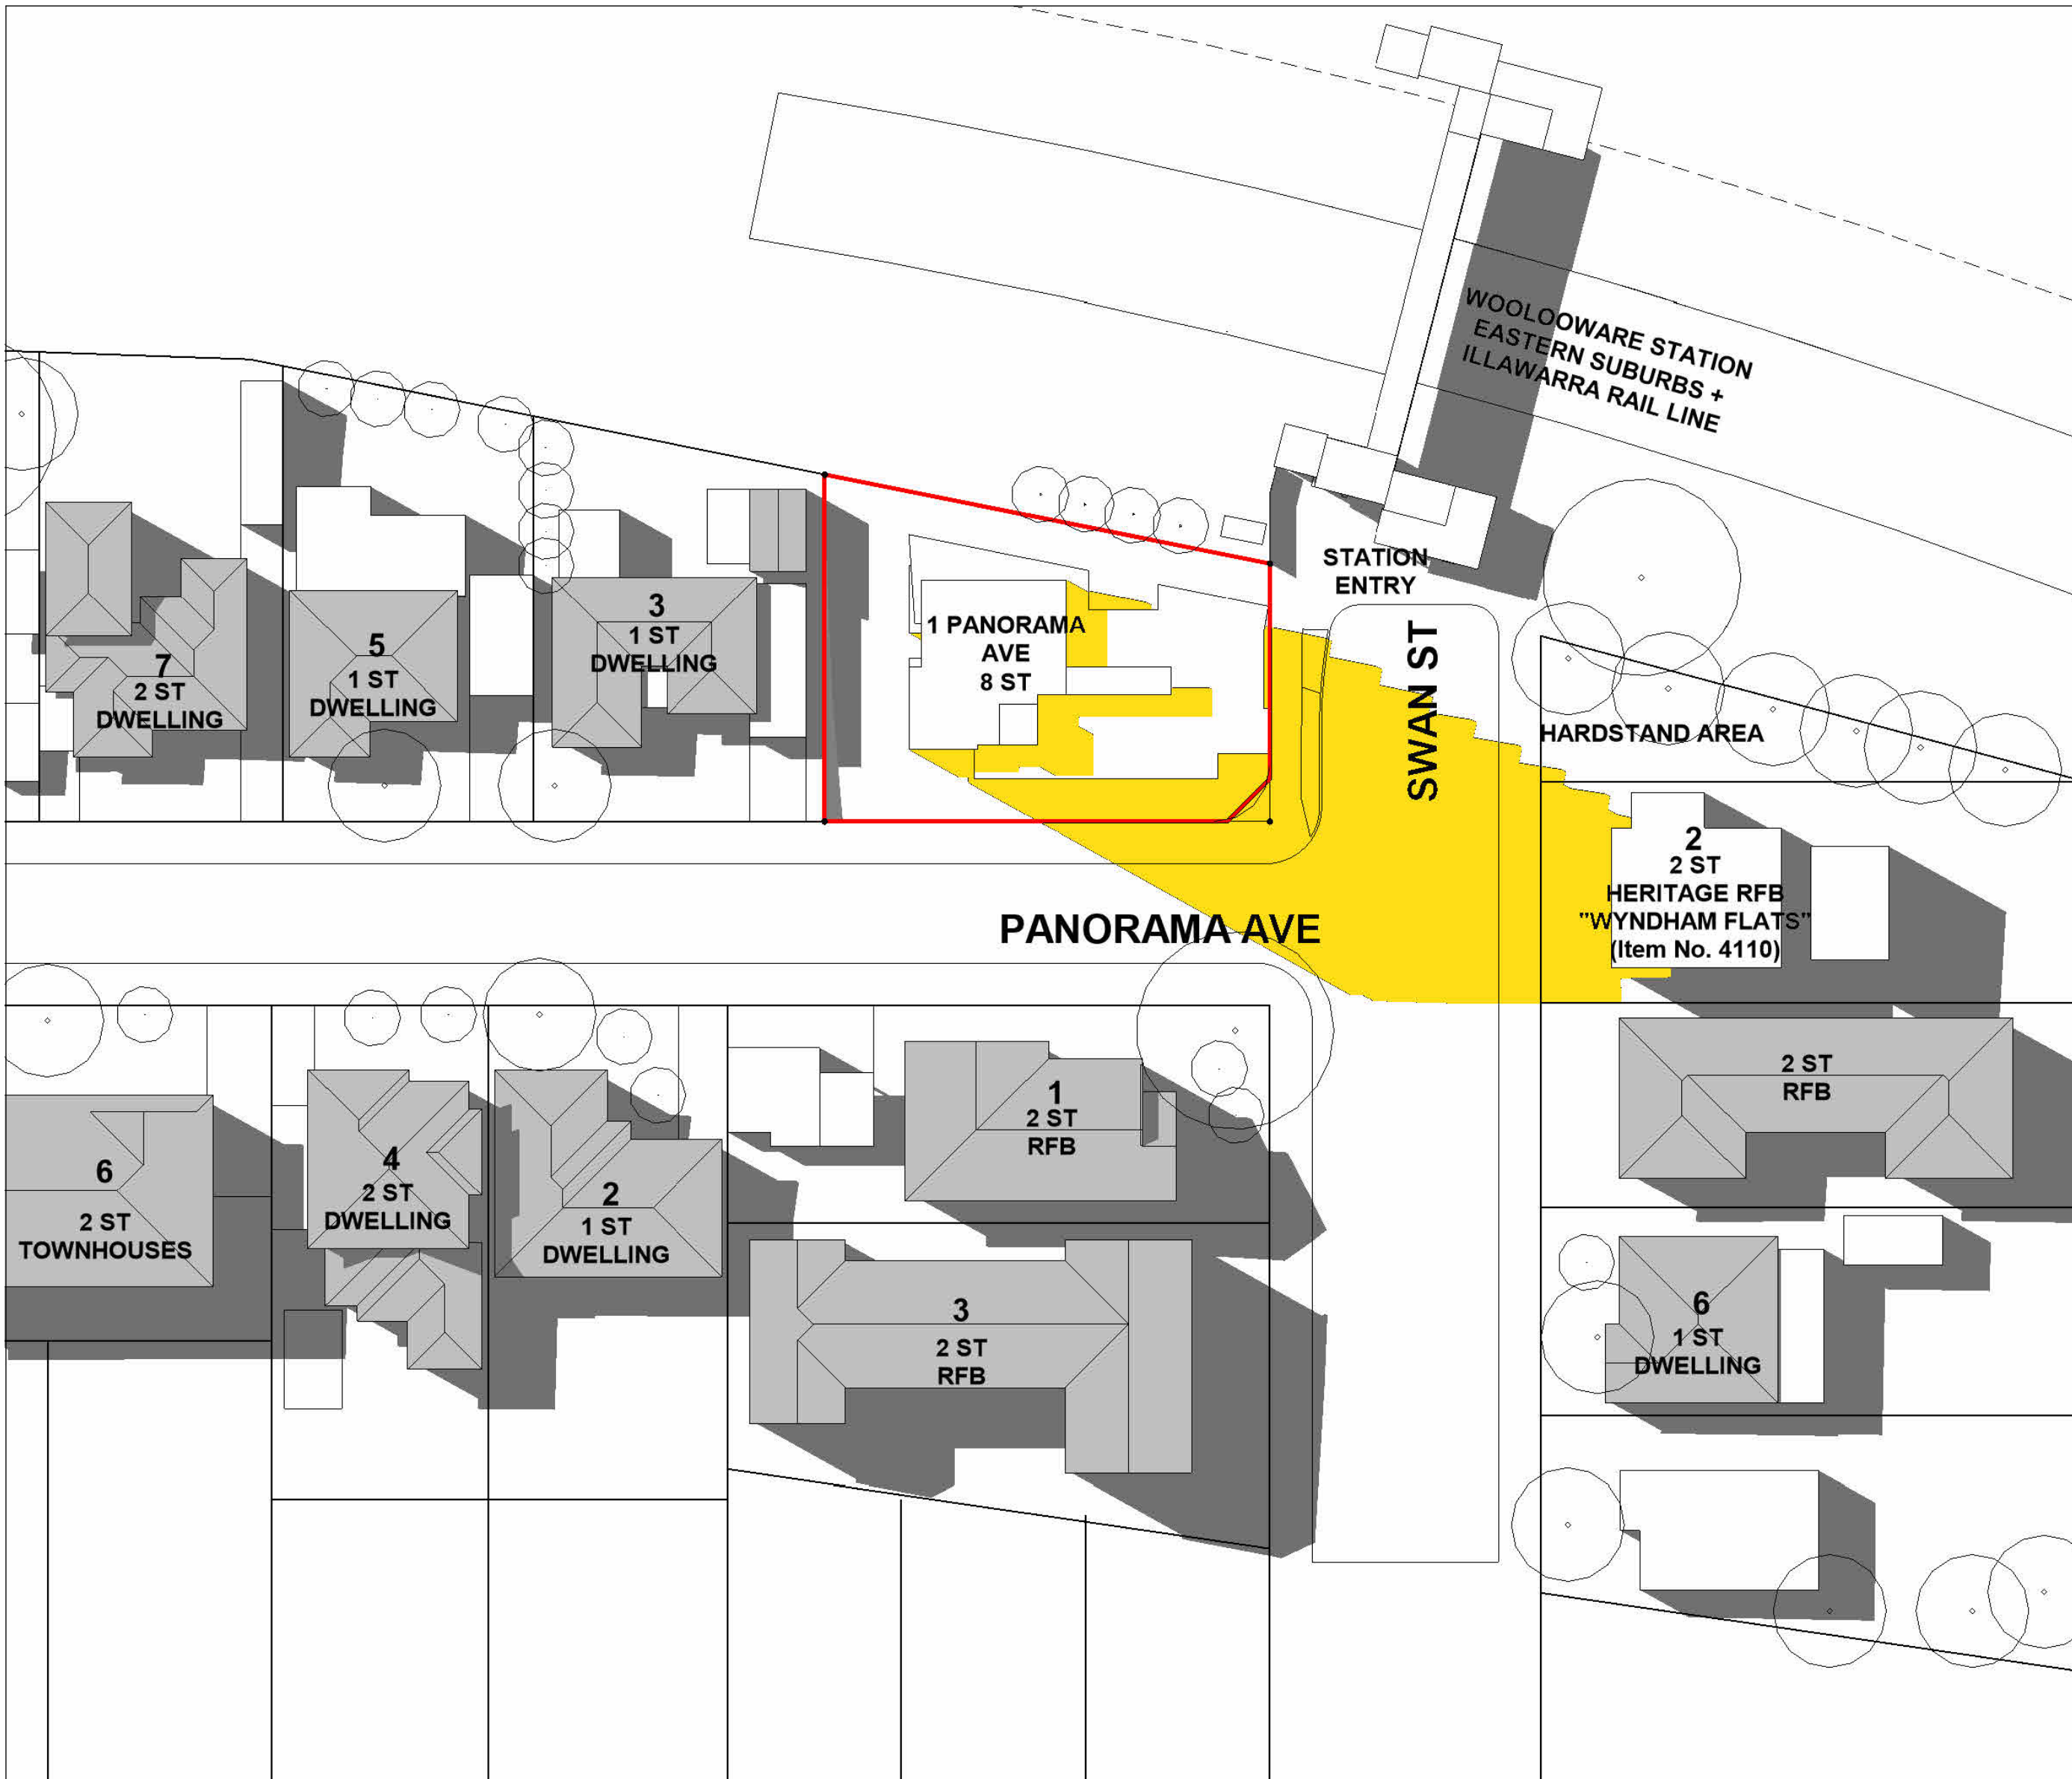 WOOLOOWARE STATION
EASTERN SUBURBS +
ILLAWARRA RAIL LINE
STATION
ENTRY
SWAN ST
HARDSTAND AREA
7
2 ST
DWELLING
5
1 ST
DWELLING
3
1 ST
DWELLING
1 PANORAMA
AVE
8 ST
2
2 ST
HERITAGE RFB
"WYNDHAM FLATS"
(Item No. 4110)
PANORAMA AVE
6
2 ST
TOWNHOUSES
4
2 ST
DWELLING
2
1 ST
DWELLING
1
2 ST
RFB
2 ST
RFB
3
2 ST
RFB
6
1 ST
DWELLING